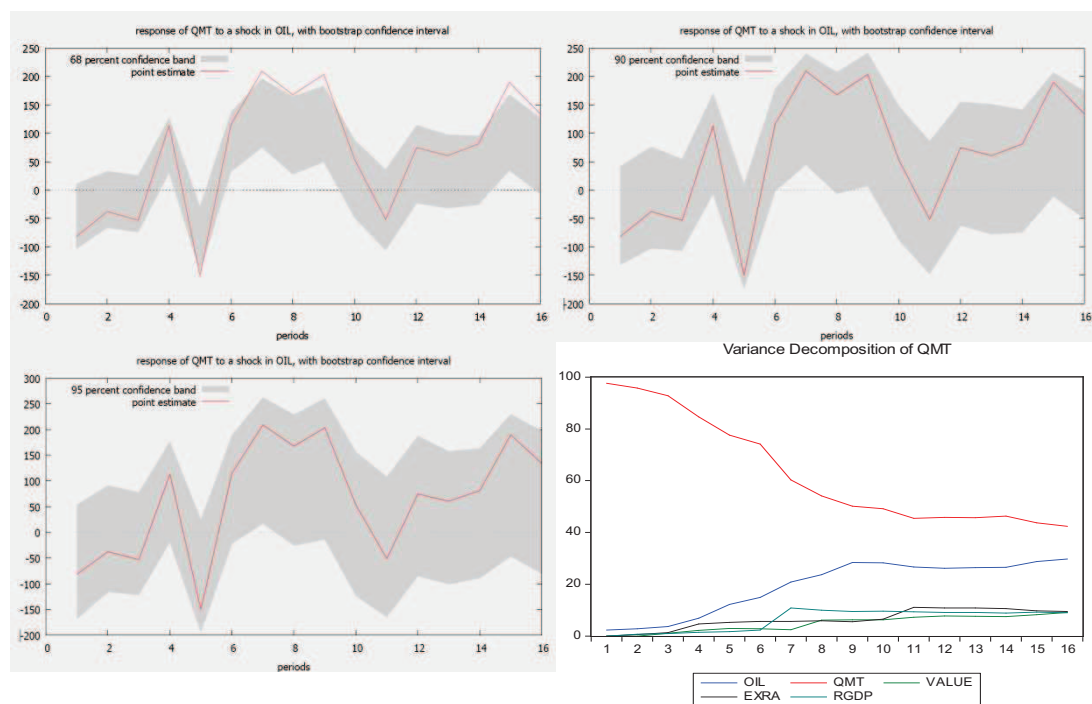 response of QMT to a shock in OIL, with bootstrap confidence interval
250
200
150
100
50
0
-50
-100
-150
-200
68 percent confidence band
point estimate
0 2 4 6 8 10 12 14 16
periods
response of QMT to a shock in OIL, with bootstrap confidence interval
250
200
150
100
50
0
-50
-100
-150
-200
90 percent confidence band
point estimate
0 2 4 6 8 10 12 14 16
periods
response of QMT to a shock in OIL, with bootstrap confidence interval
300
250
200
150
100
50
0
-50
-100
-150
-200
95 percent confidence band
point estimate
0 2 4 6 8 10 12 14 16
periods
Variance Decomposition of QMT
100
80
60
40
20
0
1 2 3 4 5 6 7 8 9 10 11 12 13 14 15 16
OIL QMT VALUE
EXRA RGDP